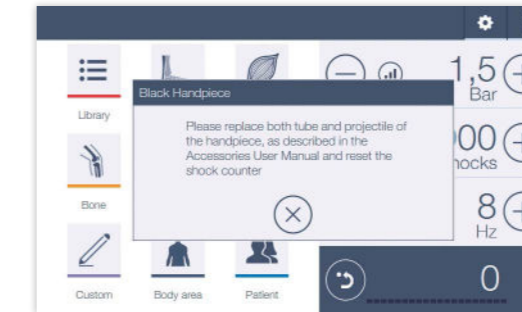 1,5
Bar
Library
Black Handpiece
Please replace both tube and projectile of
the handpiece, as described in the
Accessories User Manual and reset the
shock counter
00
hocks
Bone
8
Hz
0
Custom
Body area
Patient